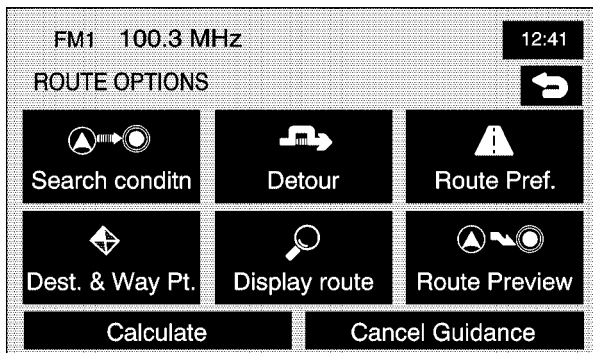 FM1 100.3 MHz 12:41
ROUTE OPTIONS
Search conditn Detour Route Pref.
Dest. & Way Pt. Display route Route Preview
Calculate Cancel Guidance